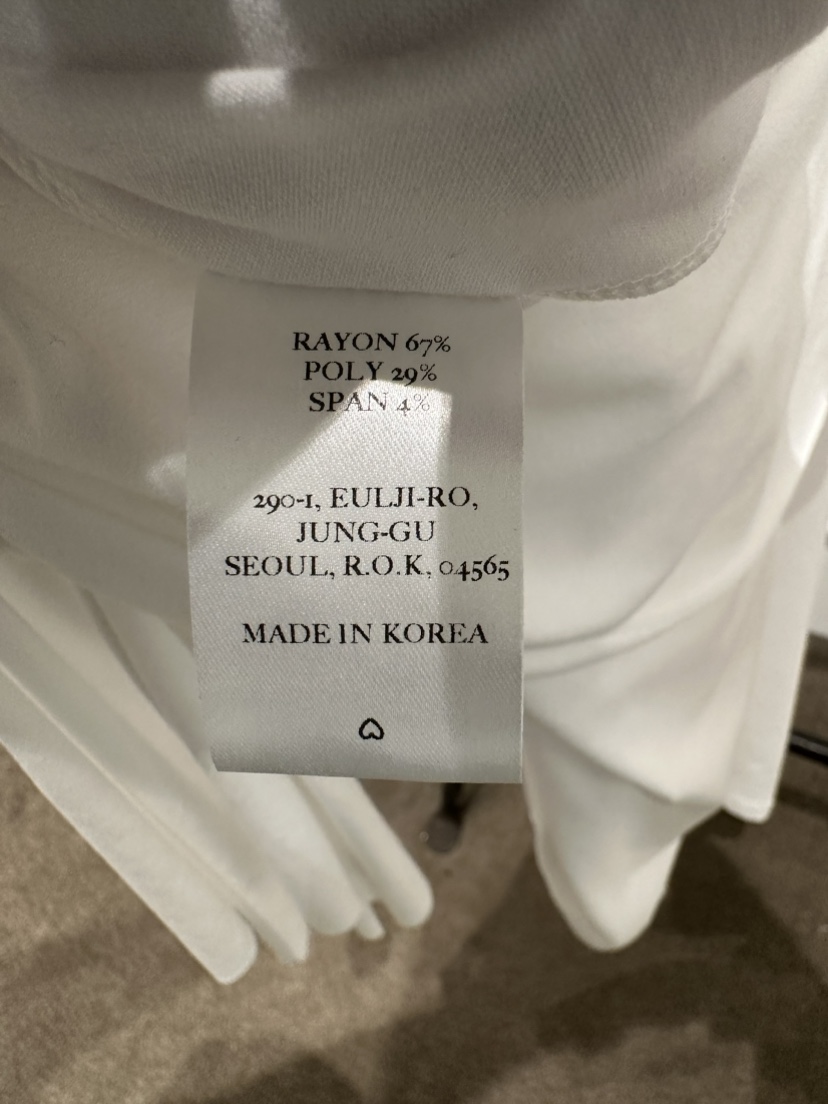 RAYON 67%
POLY 29%
SPAN 4%
290-1, EULJI-RO,
JUNG-GU
SEOUL, R.O.K, 04565
MADE IN KOREA